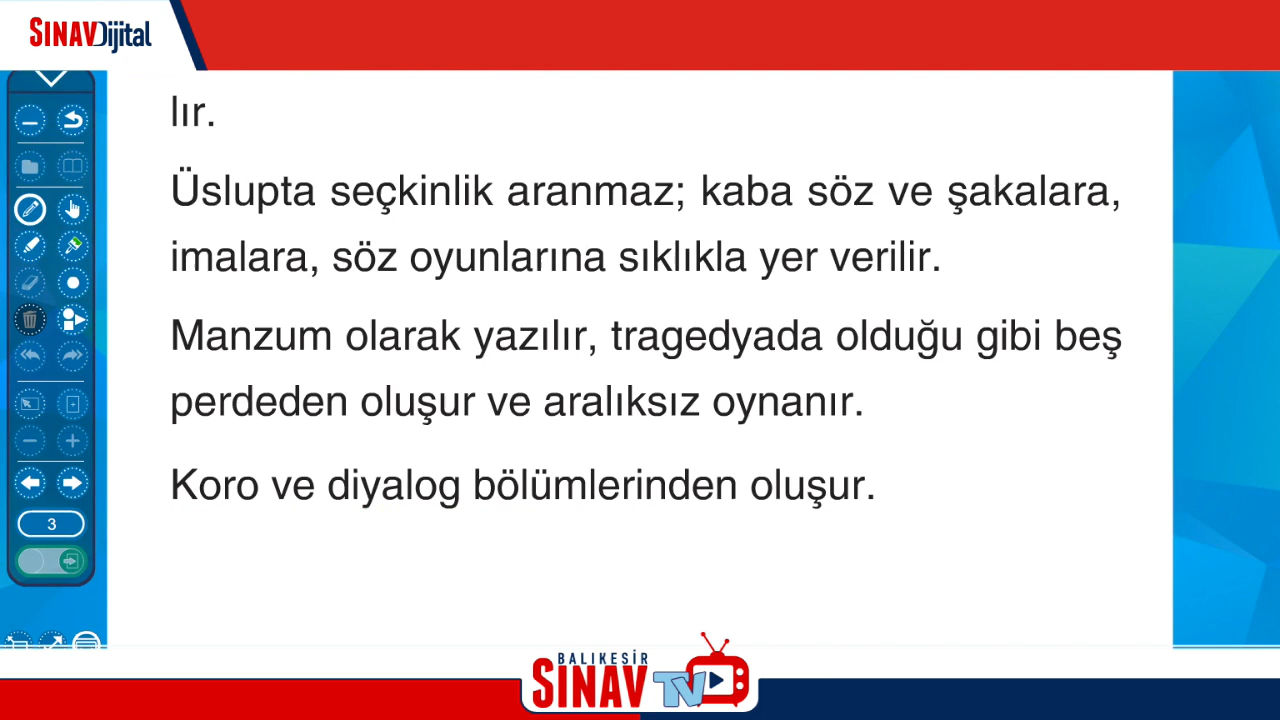 SINAVDijital
lır.
Üslupta seçkinlik aranmaz; kaba söz ve şakalara,
imalara, söz oyunlarına sıklıkla yer verilir.
Manzum olarak yazılır, tragedyada olduğu gibi beş
perdeden oluşur ve aralıksız oynanır.
Koro ve diyalog bölümlerinden oluşur.
3
BALIKESİR
SINAV TV